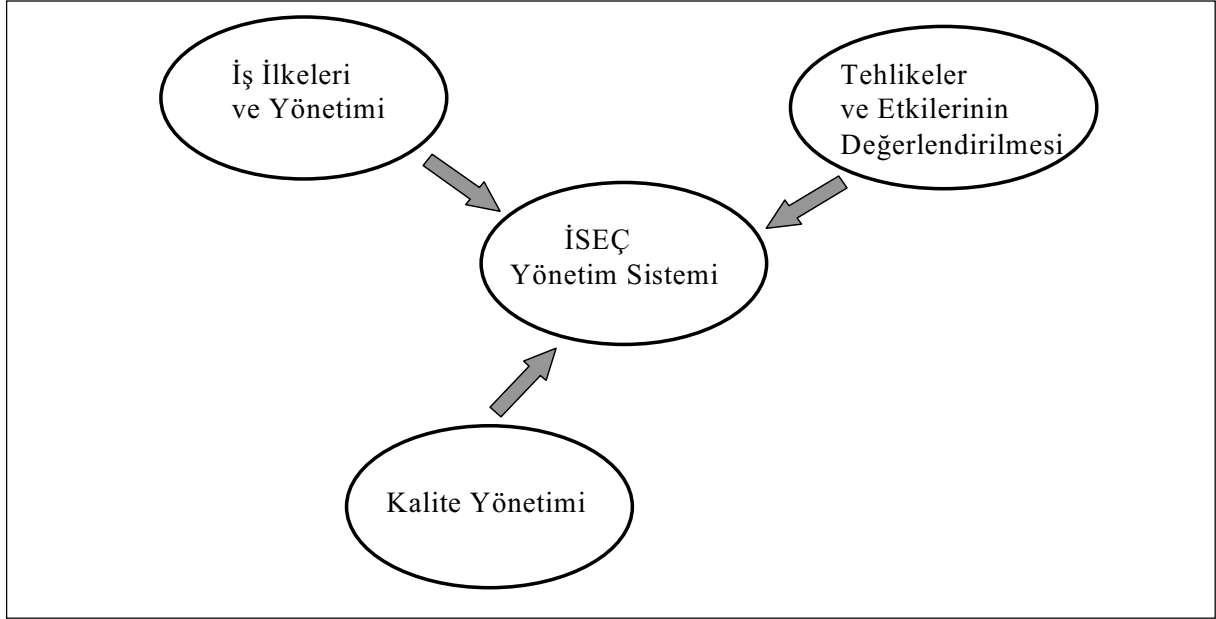 İş İlkeleri
ve Yönetimi
Tehlikeler
ve Etkilerinin
Değerlendirilmesi
İSEÇ
Yönetim Sistemi
Kalite Yönetimi